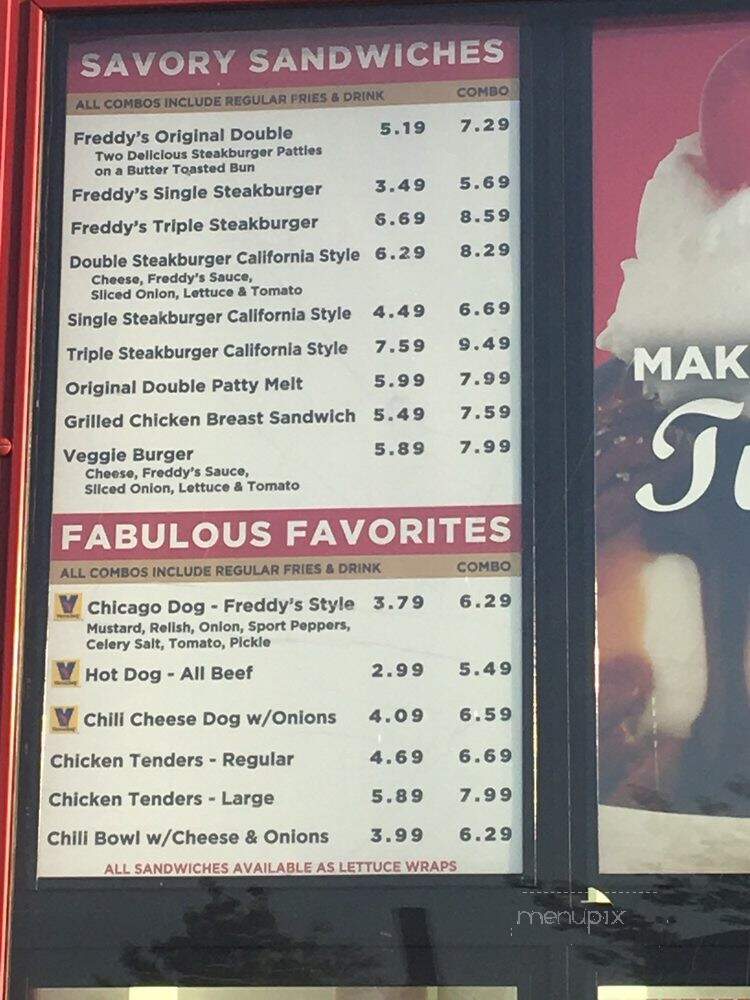 SAVORY SANDWICHES
ALL COMBOS INCLUDE REGULAR FRIES & DRINK COMBO
Freddy's Original Double 5.19 7.29
Two Delicious Steakburger Patties
on a Butter Toasted Bun
Freddy's Single Steakburger 3.49 5.69
Freddy's Triple Steakburger 6.69 8.59
Double Steakburger California Style 6.29 8.29
Cheese, Freddy's Sauce,
Sliced Onion, Lettuce & Tomato
Single Steakburger California Style 4.49 6.69
Triple Steakburger California Style 7.59 9.49
Original Double Patty Melt 5.99 7.99
Grilled Chicken Breast Sandwich 5.49 7.59
Veggie Burger 5.89 7.99
Cheese, Freddy's Sauce,
Sliced Onion, Lettuce & Tomato
FABULOUS FAVORITES
ALL COMBOS INCLUDE REGULAR FRIES & DRINK COMBO
Chicago Dog - Freddy's Style 3.79 6.29
Mustard, Relish, Onion, Sport Peppers,
Celery Salt, Tomato, Pickle
Hot Dog - All Beef 2.99 5.49
Chili Cheese Dog w/Onions 4.09 6.59
Chicken Tenders - Regular 4.69 6.69
Chicken Tenders - Large 5.89 7.99
Chili Bowl w/Cheese & Onions 3.99 6.29
ALL SANDWICHES AVAILABLE AS LETTUCE WRAPS
MAK
menupix